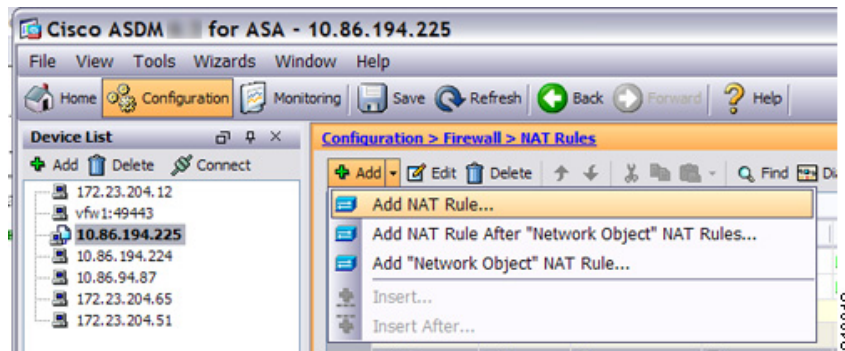 Cisco ASDM for ASA - 10.86.194.225
File View Tools Wizards Window Help
Home Configuration Monitoring Save Refresh Back Forward Help
Device List
Add Delete Connect
172.23.204.12
vfw1:49443
10.86.194.225
10.86.194.224
10.86.94.87
172.23.204.65
172.23.204.51
Configuration > Firewall > NAT Rules
Add Edit Delete Find Di
Add NAT Rule...
Add NAT Rule After "Network Object" NAT Rules...
Add "Network Object" NAT Rule...
Insert...
Insert After...